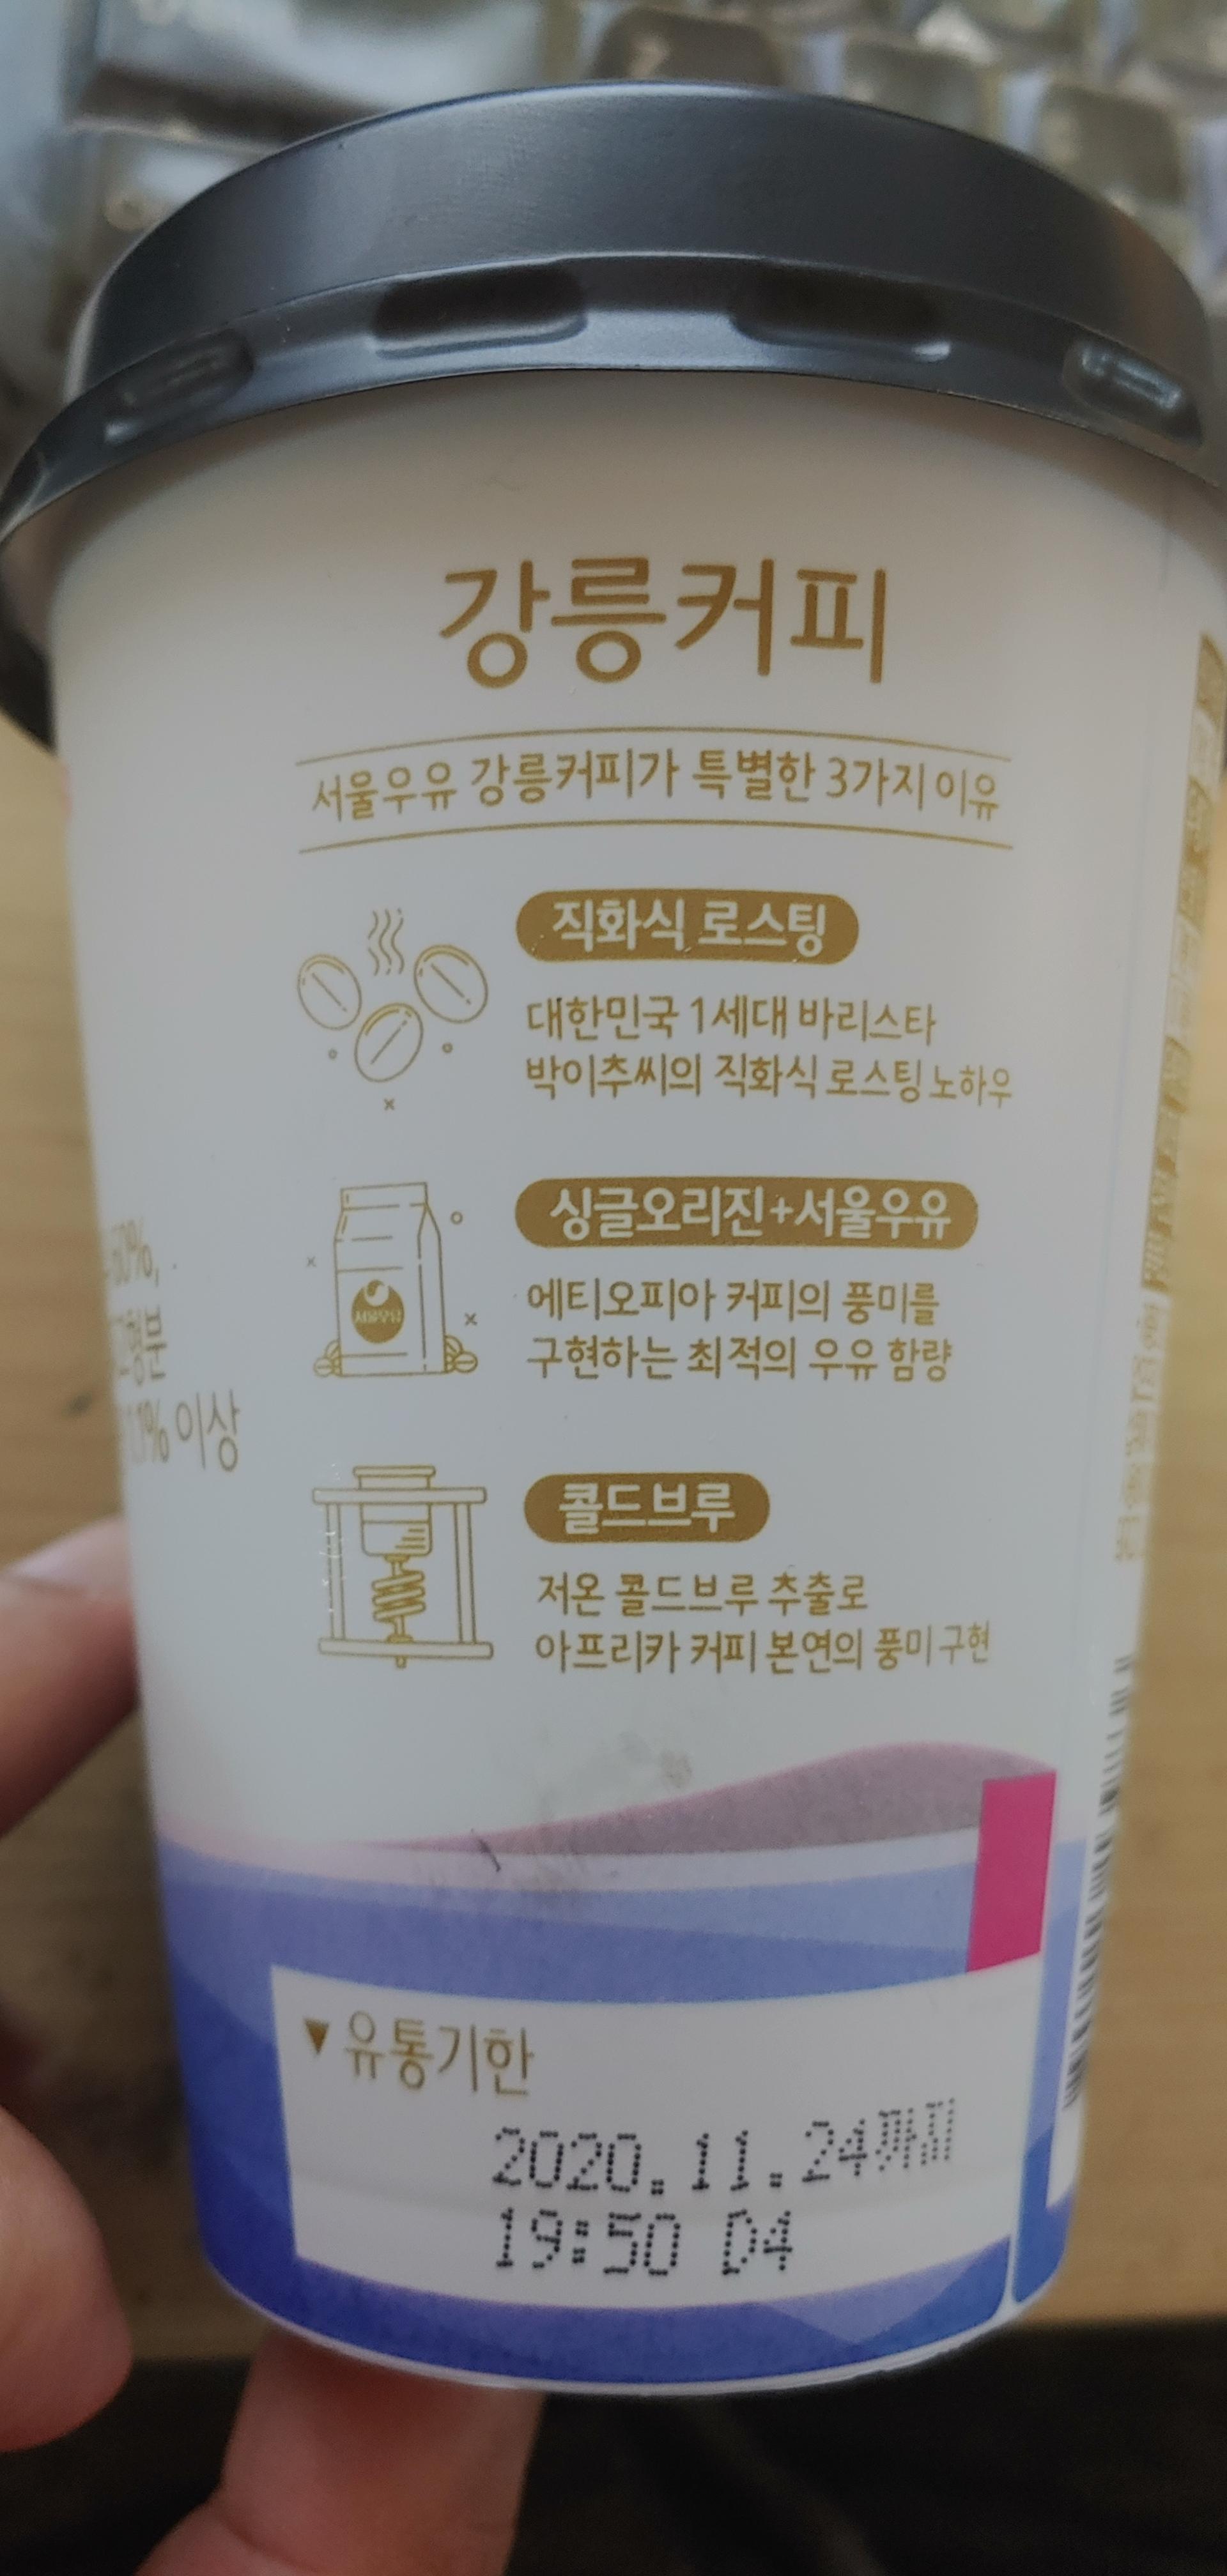 강릉커피
서울우유 강릉커피가 특별한 3가지 이유
직화식 로스팅
대한민국 1세대 바리스타
박이추씨의 직화식 로스팅 노하우
싱글오리진+서울우유
에티오피아 커피의 풍미를
구현하는 최적의 우유 함량
서울우유
콜드브루
저온 콜드브루 추출로
아프리카 커피 본연의 풍미 구현
이상
▼유통기한
2020.11.24까지
19:50 D4